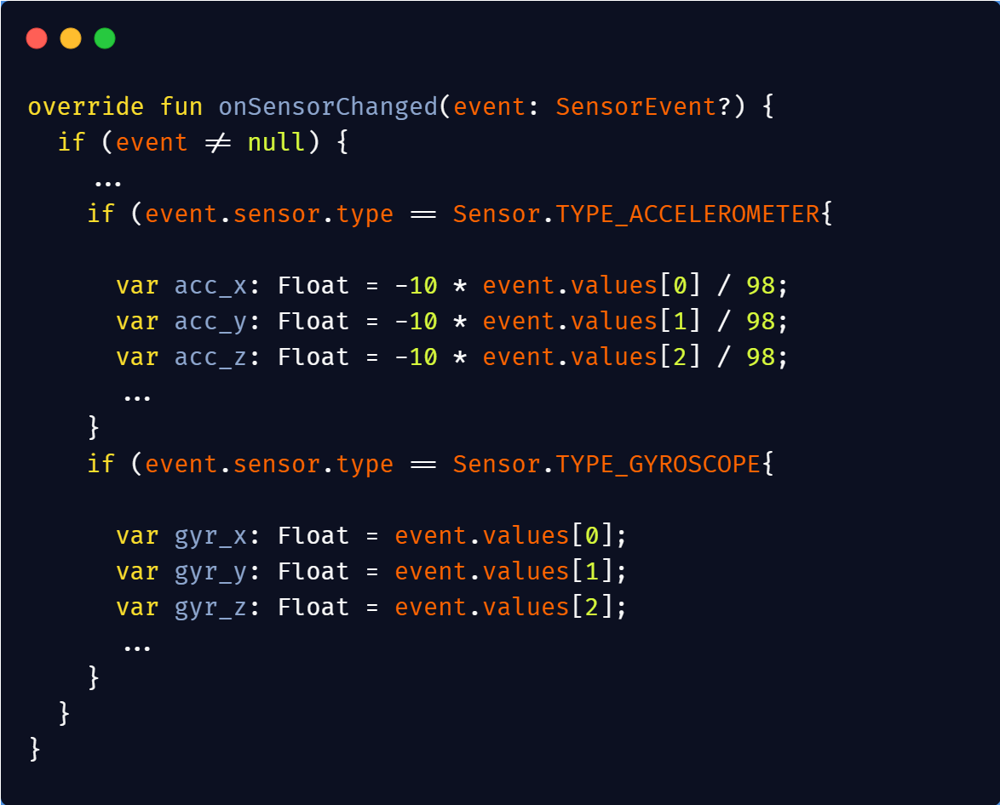 override fun onSensorChanged(event: SensorEvent?) {
if (event != null) {
...
if (event.sensor.type == Sensor.TYPE_ACCELEROMETER{
var acc_x: Float = -10 * event.values[0] / 98;
var acc_y: Float = -10 * event.values[1] / 98;
var acc_z: Float = -10 * event.values[2] / 98;
...
}
if (event.sensor.type == Sensor.TYPE_GYROSCOPE{
var gyr_x: Float = event.values[0];
var gyr_y: Float = event.values[1];
var gyr_z: Float = event.values[2];
...
}
}
}